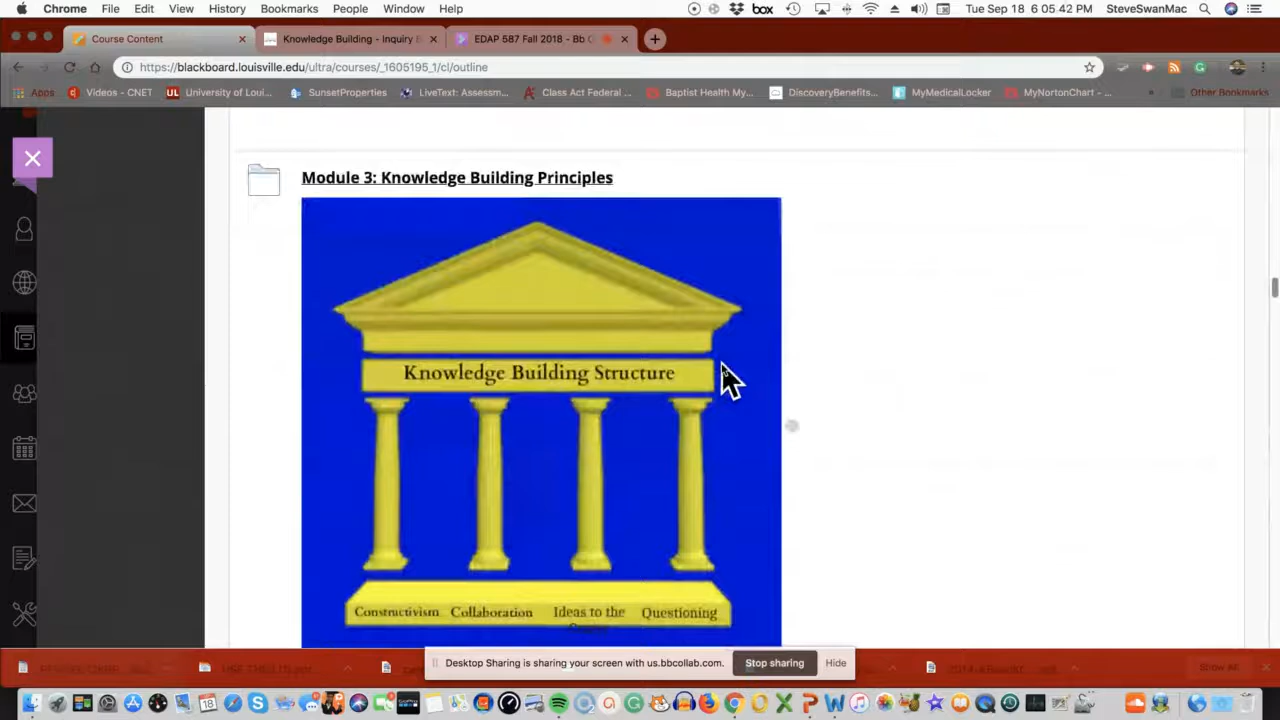 Chrome File Edit View History Bookmarks People Window Help box Tue Sep 18 6:05:42 PM SteveSwanMac
Course Content Knowledge Building - Inquiry B EDAP 587 Fall 2018 - Bb C
https://blackboard.louisville.edu/ultra/courses/_1605195_1/cl/outline
Apps Videos - CNET UL University of Loui... SunsetProperties LiveText: Assessm... Class Act Federal ... Baptist Health My... DiscoveryBenefits... MyMedicalLocker MyNortonChart - ... » Other Bookmarks
Module 3: Knowledge Building Principles
Knowledge Building Structure
Constructivism Collaboration Ideas to the Questioning
Desktop Sharing is sharing your screen with us.bbcollab.com. Stop sharing Hide
Show All